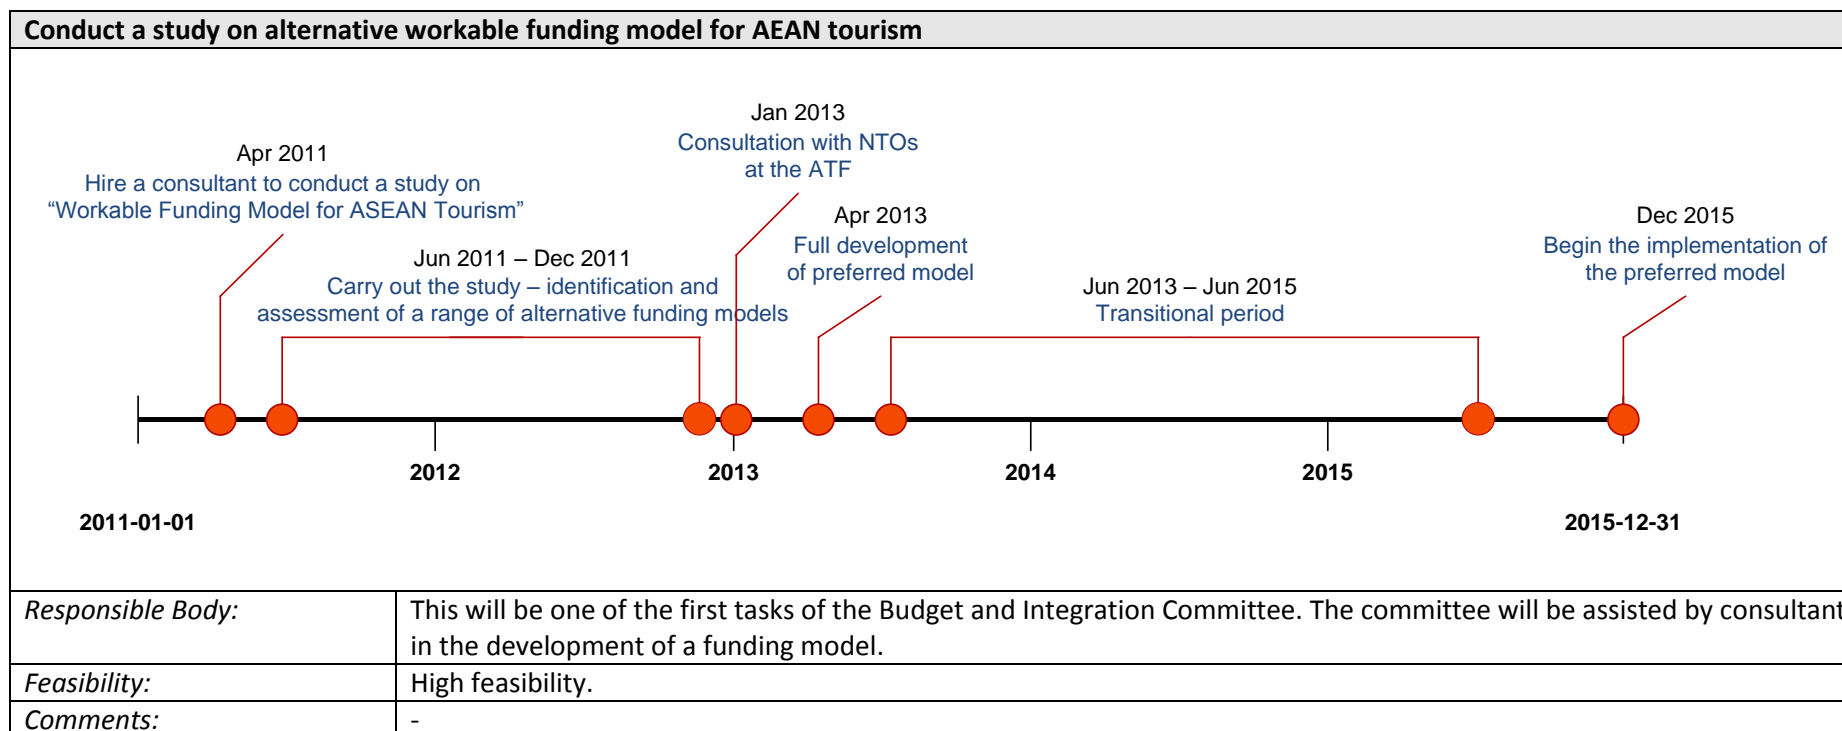 Conduct a study on alternative workable funding model for AEAN tourism
Jan 2013
Consultation with NTOs
at the ATF
Apr 2011
Hire a consultant to conduct a study on
“Workable Funding Model for ASEAN Tourism”
Apr 2013
Full development
of preferred model
Dec 2015
Begin the implementation of
the preferred model
Jun 2011 – Dec 2011
Carry out the study – identification and
assessment of a range of alternative funding models
Jun 2013 – Jun 2015
Transitional period
2012
2013
2014
2015
2011-01-01
2015-12-31
Responsible Body:
This will be one of the first tasks of the Budget and Integration Committee. The committee will be assisted by consultant
in the development of a funding model.
Feasibility:
High feasibility.
Comments:
-